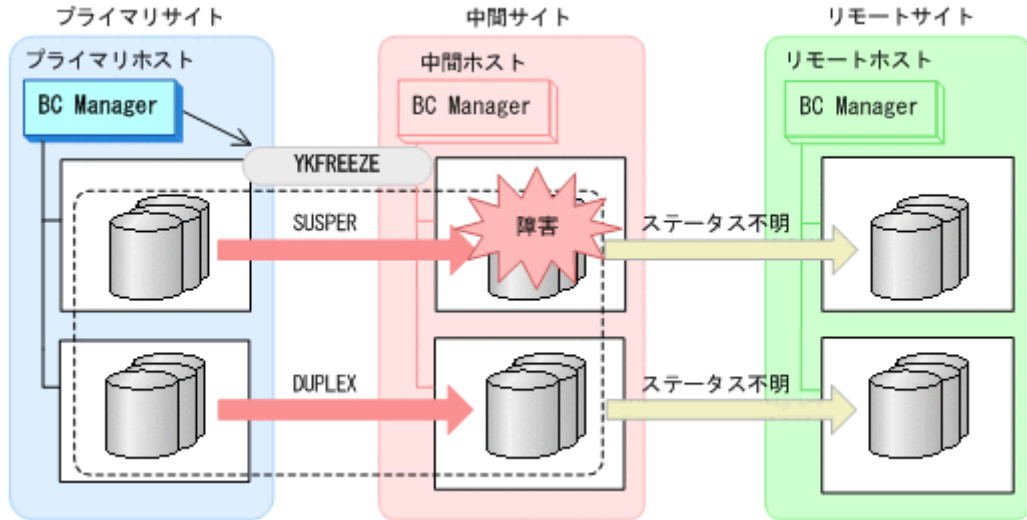 プライマリサイト
中間サイト
リモートサイト
プライマリホスト
中間ホスト
リモートホスト
BC Manager
BC Manager
BC Manager
YKFREEZE
SUSPER
障害
ステータス不明
DUPLEX
ステータス不明